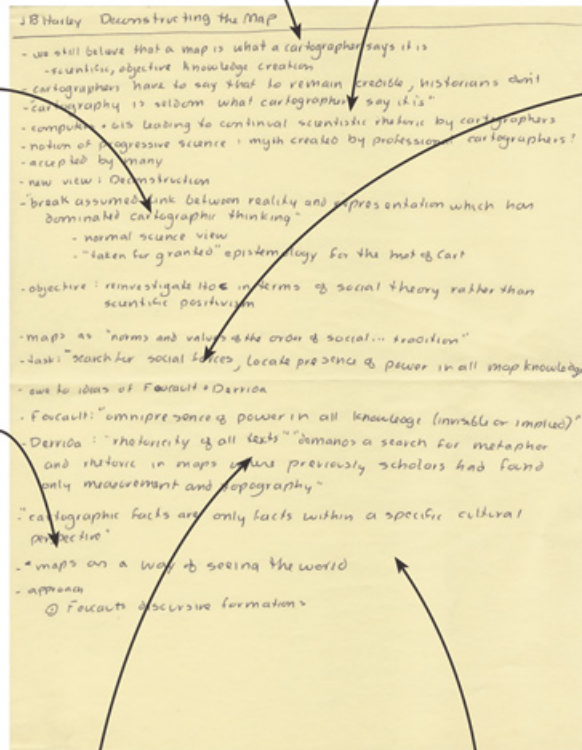 JB Harley Deconstructing the Map
- we still believe that a map is what a cartographer says it is
- scientific, objective knowledge creation
- cartographers have to say that to remain credible, historians don't
- "cartography is seldom what cartographers say it is"
- computers + GIS leading to continual scientistic rhetoric by cartographers
- notion of progressive science : myth created by professional cartographers!
- accepted by many
- new view : Deconstruction
- "break assumed link between reality and representation which has
dominated cartographic thinking"
- normal science view
- "taken for granted" epistemology for the hist of Cart
- objective : reinvestigate HoC in terms of social theory rather than
scientific positivism
- maps as "norms and values of the order of social... tradition"
- task: "search for social forces, locate presence of power in all map knowledge
- owe to ideas of Foucault + Derrida
- Foucault: "omnipresence of power in all knowledge (invisible or implied)"
- Derrida : "rhetoricity of all texts" "demands a search for metaphor
and rhetoric in maps where previously scholars had found
only measurement and topography"
- "cartographic facts are only facts within a specific cultural
perspective"
- "maps as a way of seeing the world
- approach
① Foucault's discursive formations